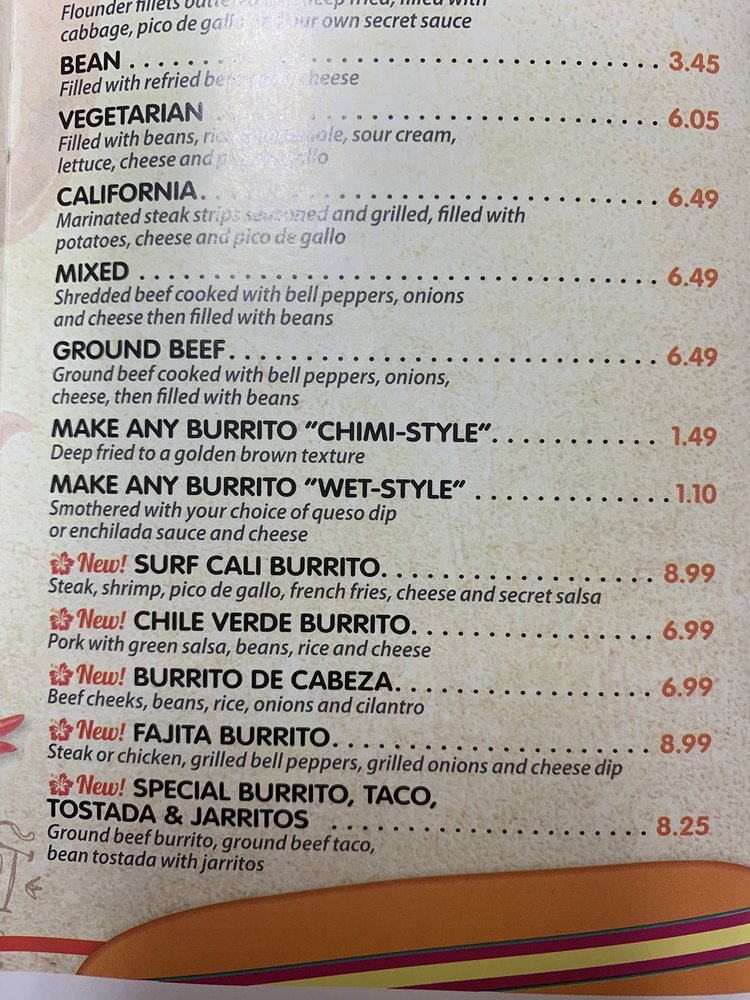 Flounder fillets battered and deep fried, filled with
cabbage, pico de gallo and our own secret sauce
BEAN . . . . . . . . . . . . . . . . . . . . . . . . . . . . . . . . . . . . . 3.45
Filled with refried beans and cheese
VEGETARIAN . . . . . . . . . . . . . . . . . . . . . . . . . . . . . . . 6.05
Filled with beans, rice, guacamole, sour cream,
lettuce, cheese and pico de gallo
CALIFORNIA. . . . . . . . . . . . . . . . . . . . . . . . . . . . . . . . 6.49
Marinated steak strips seasoned and grilled, filled with
potatoes, cheese and pico de gallo
MIXED . . . . . . . . . . . . . . . . . . . . . . . . . . . . . . . . . . . . 6.49
Shredded beef cooked with bell peppers, onions
and cheese then filled with beans
GROUND BEEF. . . . . . . . . . . . . . . . . . . . . . . . . . . . . . 6.49
Ground beef cooked with bell peppers, onions,
cheese, then filled with beans
MAKE ANY BURRITO "CHIMI-STYLE". . . . . . . . . . . 1.49
Deep fried to a golden brown texture
MAKE ANY BURRITO "WET-STYLE" . . . . . . . . . . . . . 1.10
Smothered with your choice of queso dip
or enchilada sauce and cheese
New! SURF CALI BURRITO. . . . . . . . . . . . . . . . . . . 8.99
Steak, shrimp, pico de gallo, french fries, cheese and secret salsa
New! CHILE VERDE BURRITO. . . . . . . . . . . . . . . . . 6.99
Pork with green salsa, beans, rice and cheese
New! BURRITO DE CABEZA. . . . . . . . . . . . . . . . . . 6.99
Beef cheeks, beans, rice, onions and cilantro
New! FAJITA BURRITO. . . . . . . . . . . . . . . . . . . . . . 8.99
Steak or chicken, grilled bell peppers, grilled onions and cheese dip
New! SPECIAL BURRITO, TACO,
TOSTADA & JARRITOS . . . . . . . . . . . . . . . . . . . . . . 8.25
Ground beef burrito, ground beef taco,
bean tostada with jarritos